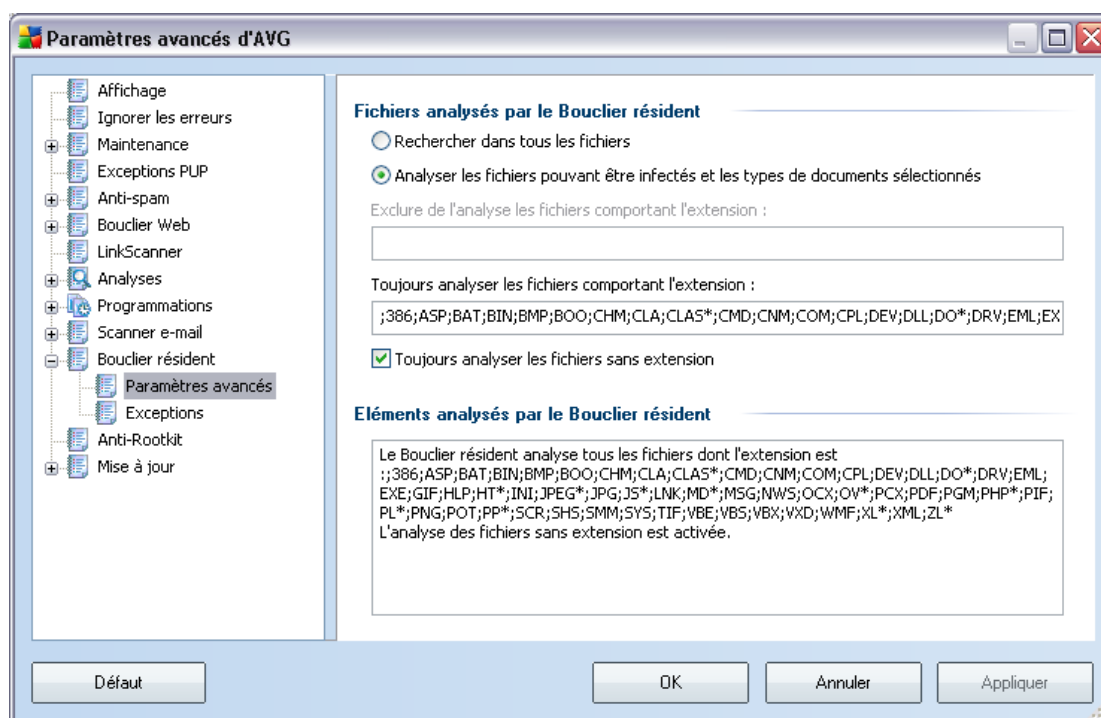 Paramètres avancés d'AVG
Affichage
Ignorer les erreurs
Maintenance
Exceptions PUP
Anti-spam
Bouclier Web
LinkScanner
Analyses
Programmations
Scanner e-mail
Bouclier résident
Paramètres avancés
Exceptions
Anti-Rootkit
Mise à jour
Fichiers analysés par le Bouclier résident
Rechercher dans tous les fichiers
Analyser les fichiers pouvant être infectés et les types de documents sélectionnés
Exclure de l'analyse les fichiers comportant l'extension :
Toujours analyser les fichiers comportant l'extension :
;386;ASP;BAT;BIN;BMP;BOO;CHM;CLA;CLAS*;CMD;CNM;COM;CPL;DEV;DLL;DO*;DRV;EML;EX
Toujours analyser les fichiers sans extension
Eléments analysés par le Bouclier résident
Le Bouclier résident analyse tous les fichiers dont l'extension est
:;386;ASP;BAT;BIN;BMP;BOO;CHM;CLA;CLAS*;CMD;CNM;COM;CPL;DEV;DLL;DO*;DRV;EML;
EXE;GIF;HLP;HT*;INI;JPEG*;JPG;JS*;LNK;MD*;MSG;NWS;OCX;OV*;PCX;PDF;PGM;PHP*;PIF;
PL*;PNG;POT;PP*;SCR;SHS;SMM;SYS;TIF;VBE;VBS;VBX;VXD;WMF;XL*;XML;ZL*
L'analyse des fichiers sans extension est activée.
Défaut
OK
Annuler
Appliquer